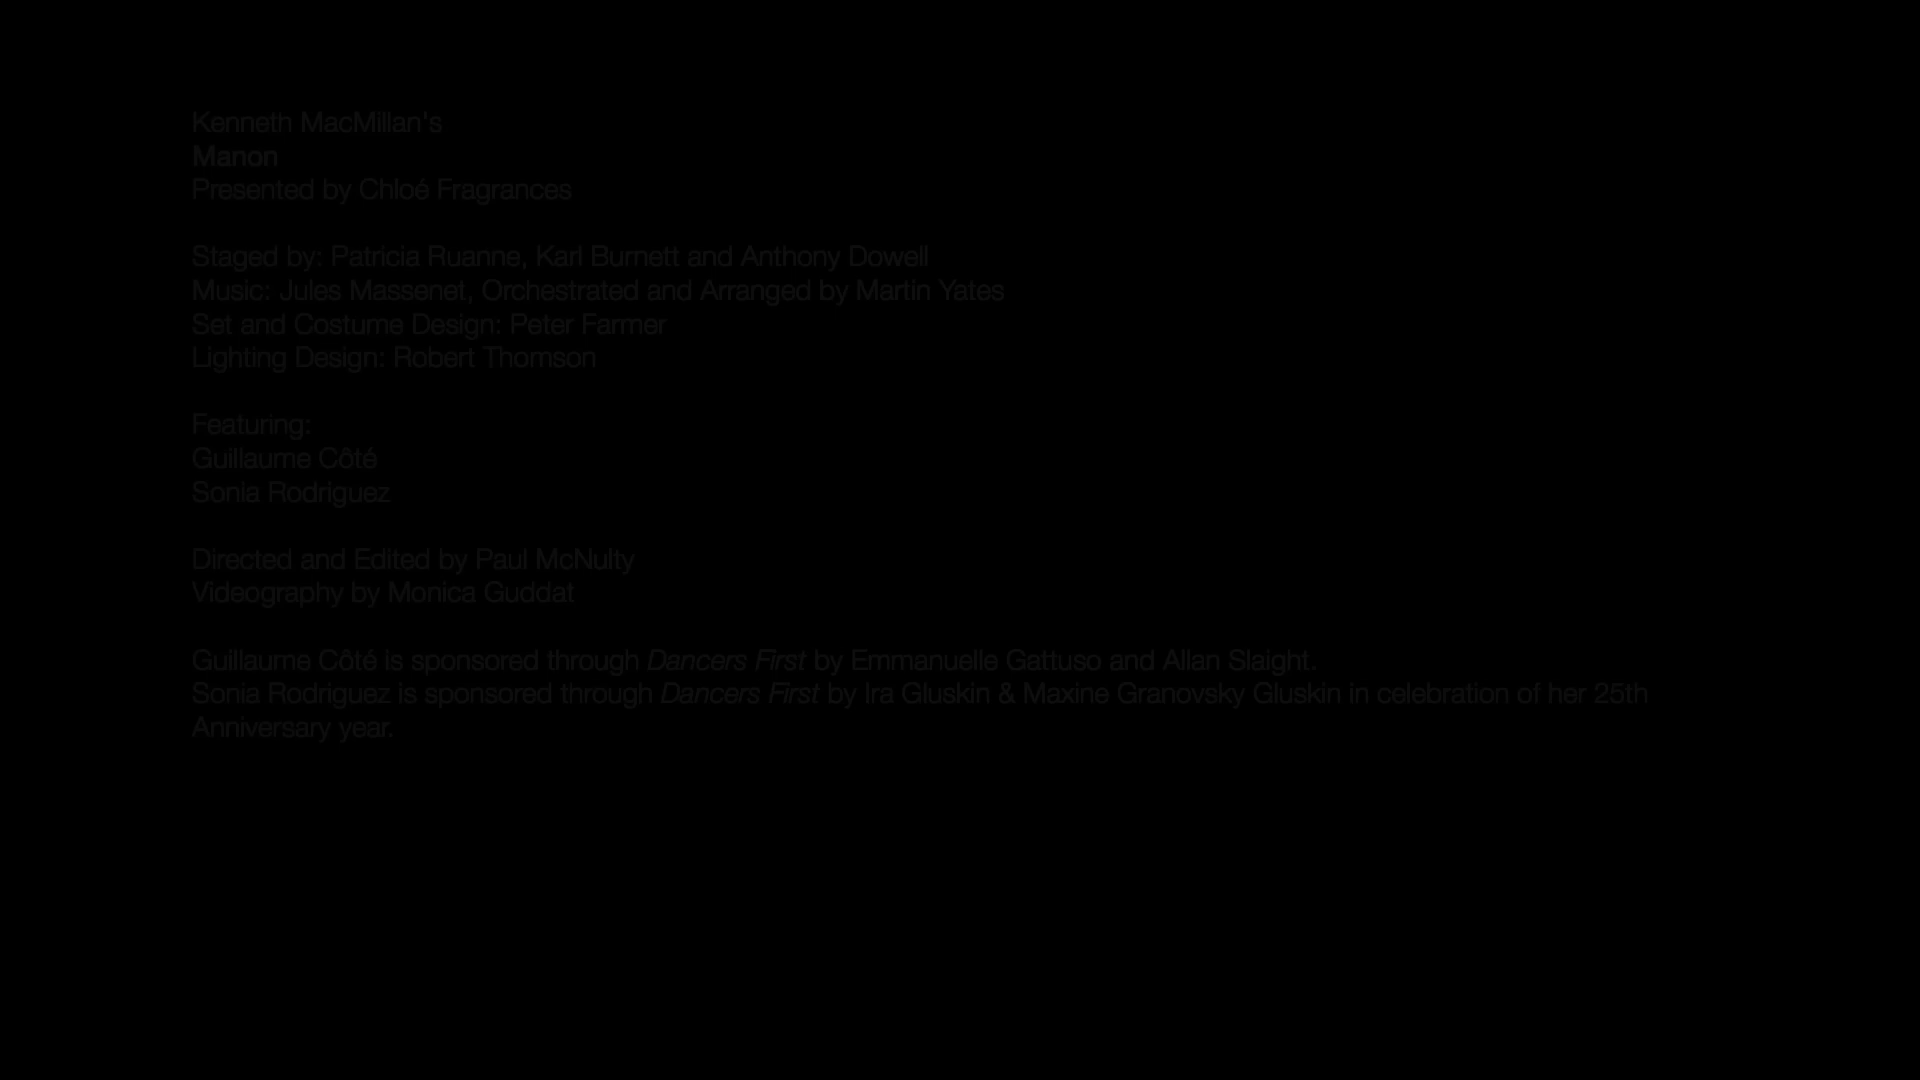 Kenneth MacMillan's
Manon
Presented by Chloé Fragrances
Staged by: Patricia Ruanne, Karl Burnett and Anthony Dowell
Music: Jules Massenet, Orchestrated and Arranged by Martin Yates
Set and Costume Design: Peter Farmer
Lighting Design: Robert Thomson
Featuring:
Guillaume Côté
Sonia Rodriguez
Directed and Edited by Paul McNulty
Videography by Monica Guddat
Guillaume Côté is sponsored through Dancers First by Emmanuelle Gattuso and Allan Slaight.
Sonia Rodriguez is sponsored through Dancers First by Ira Gluskin & Maxine Granovsky Gluskin in celebration of her 25th
Anniversary year.